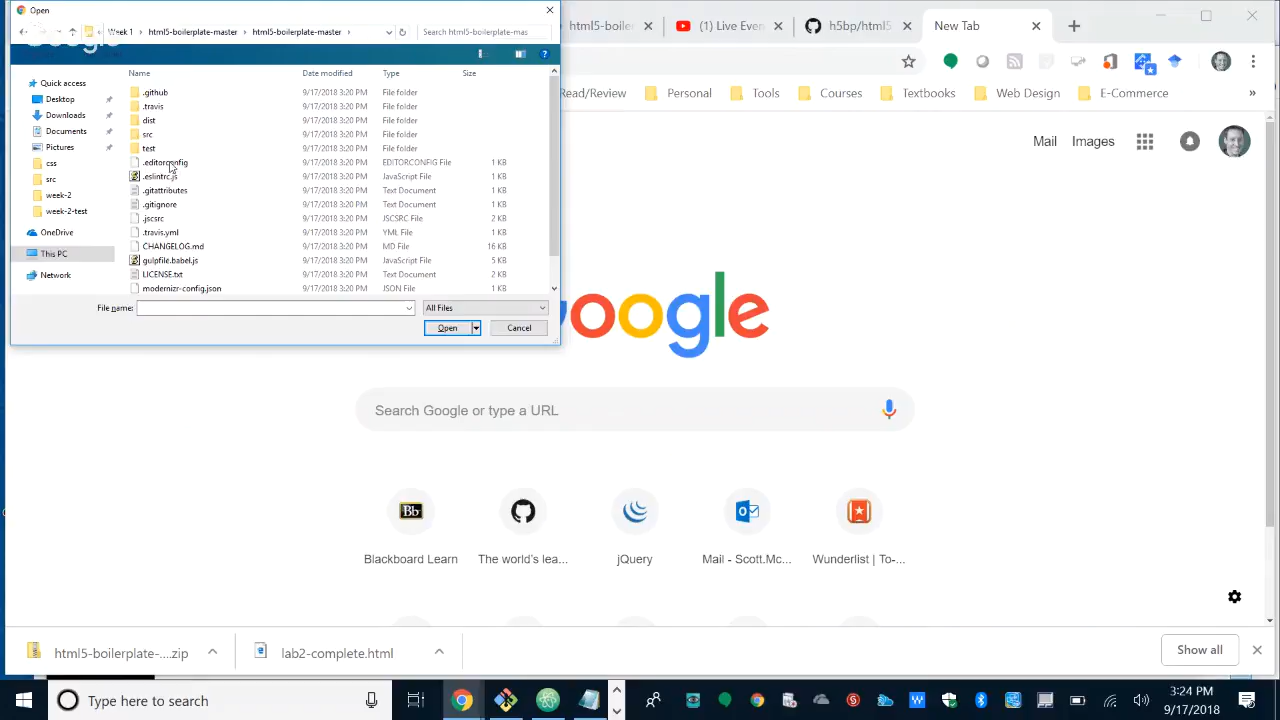 Open
Week 1 html5-boilerplate-master html5-boilerplate-master
Search html5-boilerplate-mas
html5-boiler
(1) Live Even
h5bp/html5
New Tab
Read/Review Personal Tools Courses Textbooks Web Design E-Commerce »
Mail Images
Name Date modified Type Size
Quick access
Desktop
Downloads
Documents
Pictures
css
src
week-2
week-2-test
OneDrive
This PC
Network
.github 9/17/2018 3:20 PM File folder
.travis 9/17/2018 3:20 PM File folder
dist 9/17/2018 3:20 PM File folder
src 9/17/2018 3:20 PM File folder
test 9/17/2018 3:20 PM File folder
.editorconfig 9/17/2018 3:20 PM EDITORCONFIG File 1 KB
.eslintrc.js 9/17/2018 3:20 PM JavaScript File 1 KB
.gitattributes 9/17/2018 3:20 PM Text Document 1 KB
.gitignore 9/17/2018 3:20 PM Text Document 1 KB
.jscsrc 9/17/2018 3:20 PM JSCSRC File 2 KB
.travis.yml 9/17/2018 3:20 PM YML File 1 KB
CHANGELOG.md 9/17/2018 3:20 PM MD File 16 KB
gulpfile.babel.js 9/17/2018 3:20 PM JavaScript File 5 KB
LICENSE.txt 9/17/2018 3:20 PM Text Document 2 KB
modernizr-config.json 9/17/2018 3:20 PM JSON File 1 KB
File name: All Files
Open Cancel
oogle
Search Google or type a URL
Bb
Blackboard Learn
The world's lea...
jQuery
Mail - Scott.Mc...
Wunderlist | To-...
html5-boilerplate-....zip
lab2-complete.html
Show all
Type here to search
3:24 PM
9/17/2018